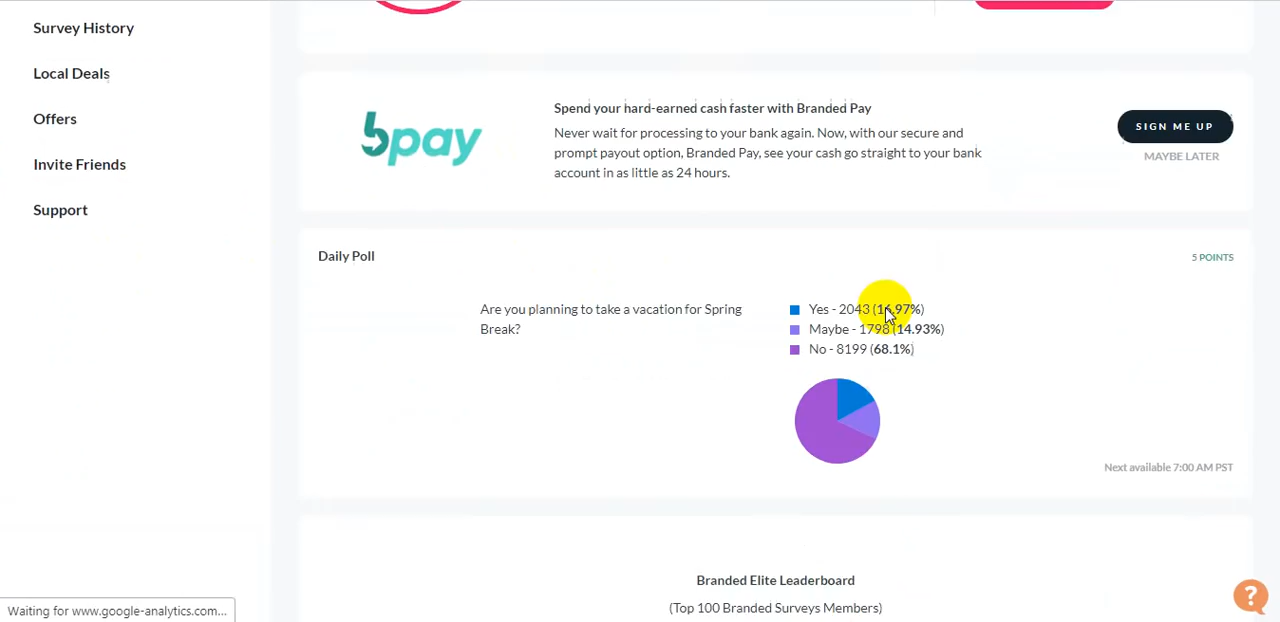 Survey History
Local Deals
Offers
Invite Friends
Support
bpay
Spend your hard-earned cash faster with Branded Pay
Never wait for processing to your bank again. Now, with our secure and
prompt payout option, Branded Pay, see your cash go straight to your bank
account in as little as 24 hours.
SIGN ME UP
MAYBE LATER
Daily Poll
5 POINTS
Are you planning to take a vacation for Spring
Break?
Yes - 2043 (16.97%)
Maybe - 1798 (14.93%)
No - 8199 (68.1%)
Next available 7:00 AM PST
Branded Elite Leaderboard
(Top 100 Branded Surveys Members)
Waiting for www.google-analytics.com...
?